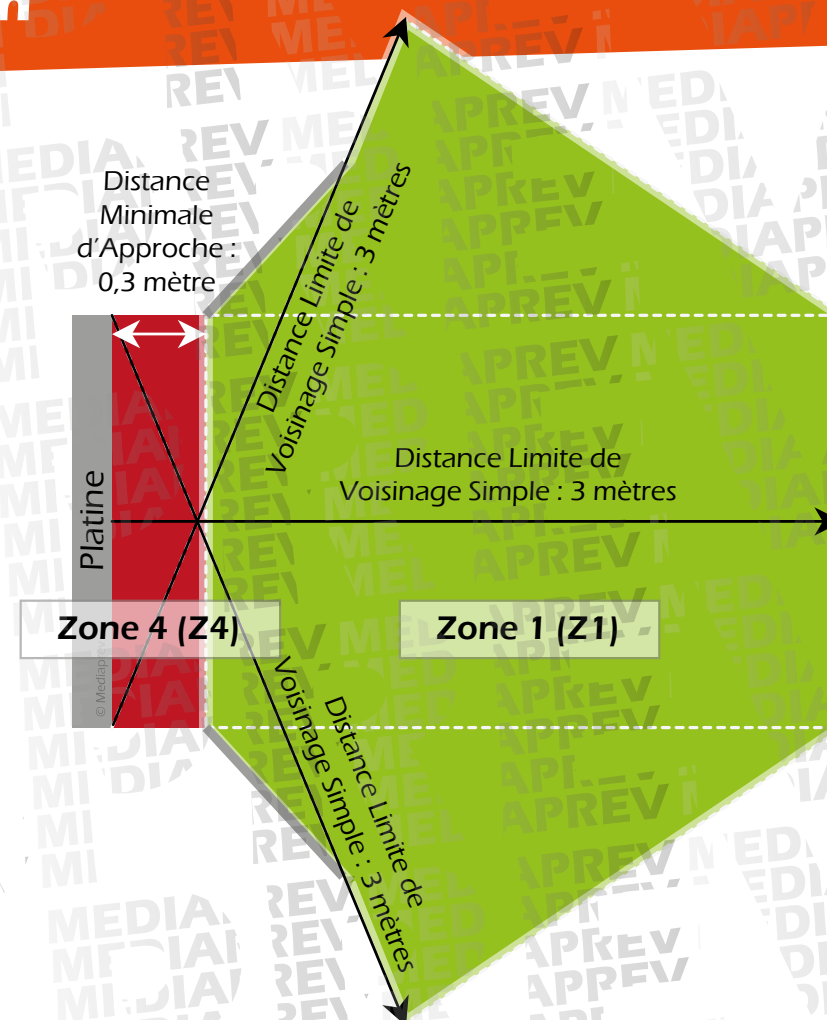 Distance
Minimale
d'Approche :
0,3 mètre
Distance Limite de
Voisinage Simple : 3 mètres
Distance Limite de
Voisinage Simple : 3 mètres
Platine
Zone 4 (Z4)
Zone 1 (Z1)
© Mediaprev
Distance Limite de
Voisinage Simple : 3 mètres